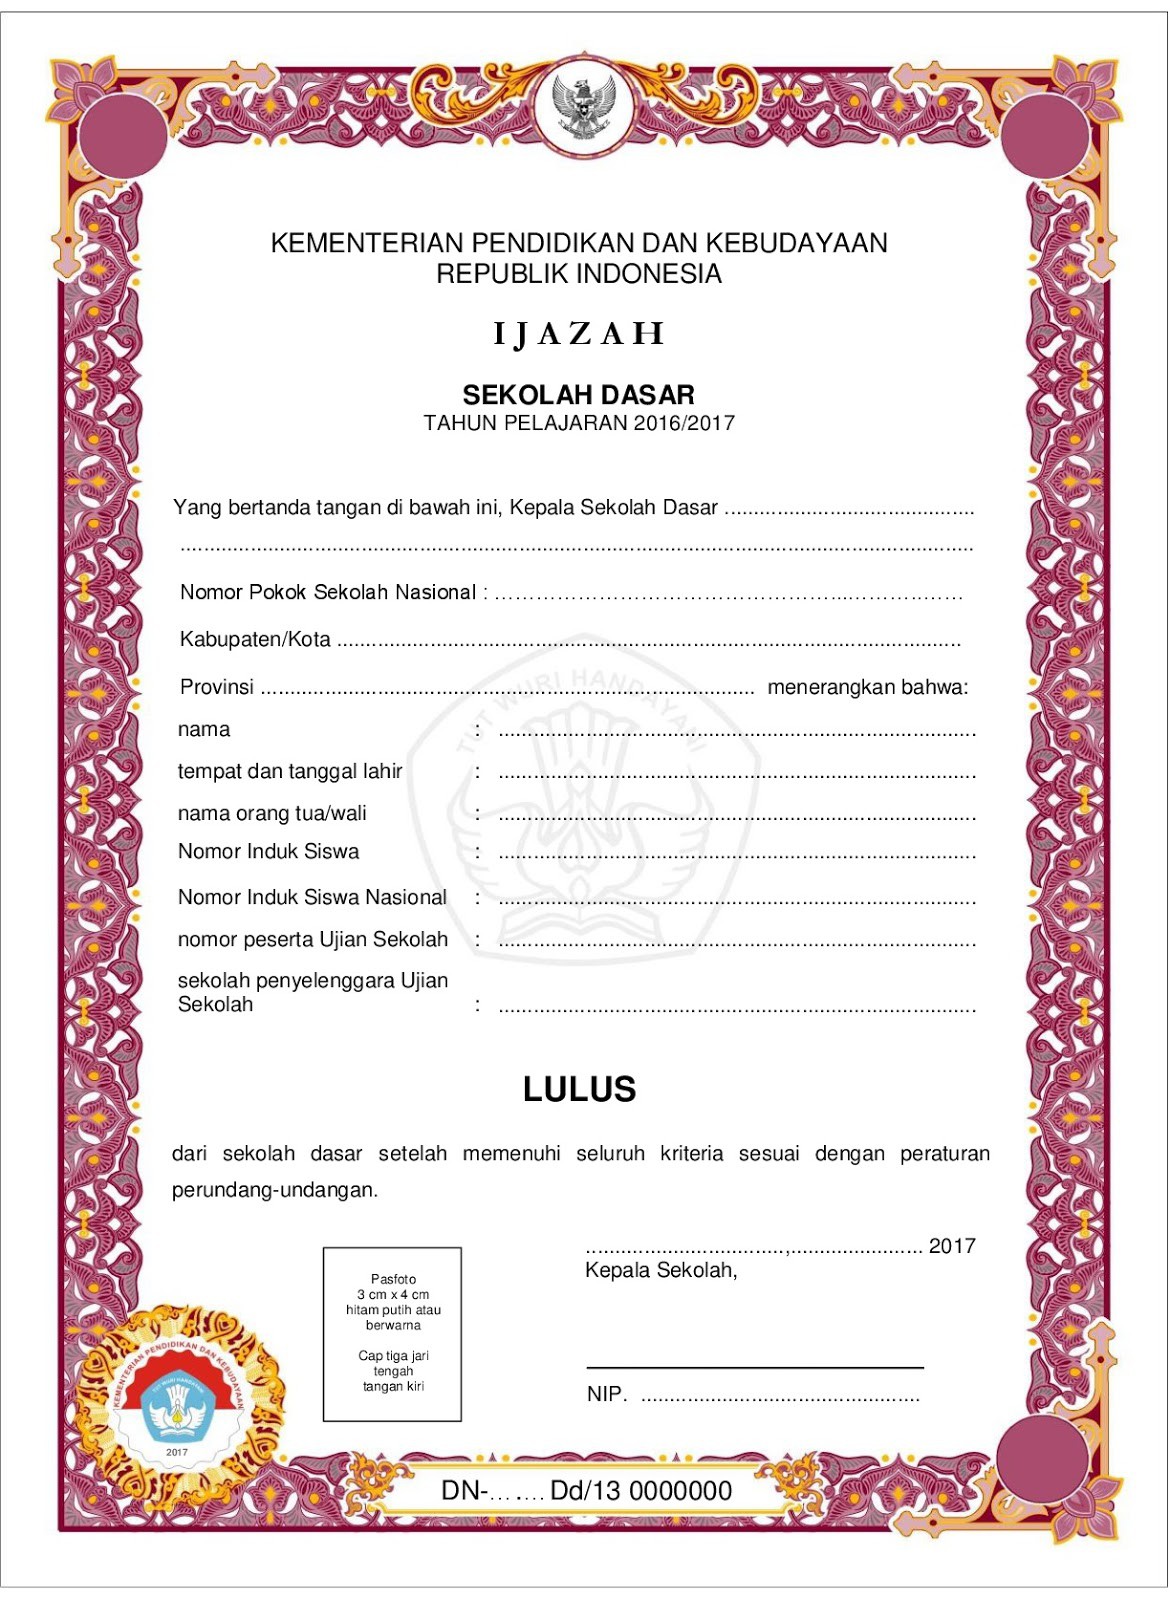 KEMENTERIAN PENDIDIKAN DAN KEBUDAYAAN
REPUBLIK INDONESIA
IJAZAH
SEKOLAH DASAR
TAHUN PELAJARAN 2016/2017
Yang bertanda tangan di bawah ini, Kepala Sekolah Dasar ...........................................
........................................................................................................................................
Nomor Pokok Sekolah Nasional : ……………………………………………..………………
Kabupaten/Kota ...........................................................................................................
Provinsi ..................................................................................... menerangkan bahwa:
TUT WURI HANDAYANI
nama : ..................................................................................
tempat dan tanggal lahir : ..................................................................................
nama orang tua/wali : ..................................................................................
Nomor Induk Siswa : ..................................................................................
Nomor Induk Siswa Nasional : ..................................................................................
nomor peserta Ujian Sekolah : ..................................................................................
sekolah penyelenggara Ujian
Sekolah : ..................................................................................
LULUS
dari sekolah dasar setelah memenuhi seluruh kriteria sesuai dengan peraturan
perundang-undangan.
..................................,....................... 2017
Kepala Sekolah,
Pasfoto
3 cm x 4 cm
hitam putih atau
berwarna
Cap tiga jari
tengah
tangan kiri
NIP. ................................................
KEMENTERIAN PENDIDIKAN DAN KEBUDAYAAN
TUT WURI HANDAYANI
2017
DN-……. Dd/13 0000000